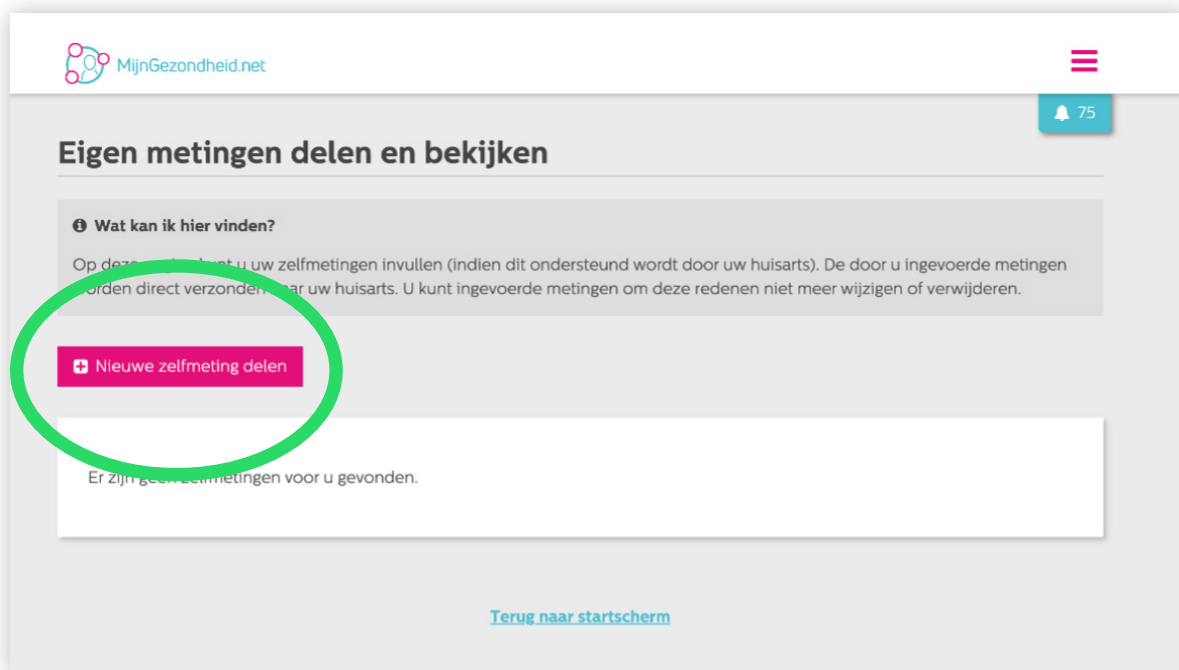 MijnGezondheid.net
75
Eigen metingen delen en bekijken
Wat kan ik hier vinden?
Op deze u uw zelfmetingen invullen (indien dit ondersteund wordt door uw huisarts). De door u ingevoerde metingen
worden direct verzonden naar uw huisarts. U kunt ingevoerde metingen om deze redenen niet meer wijzigen of verwijderen.
Nieuwe zelfmeting delen
Er zijn geen zelfmetingen voor u gevonden.
Terug naar startscherm